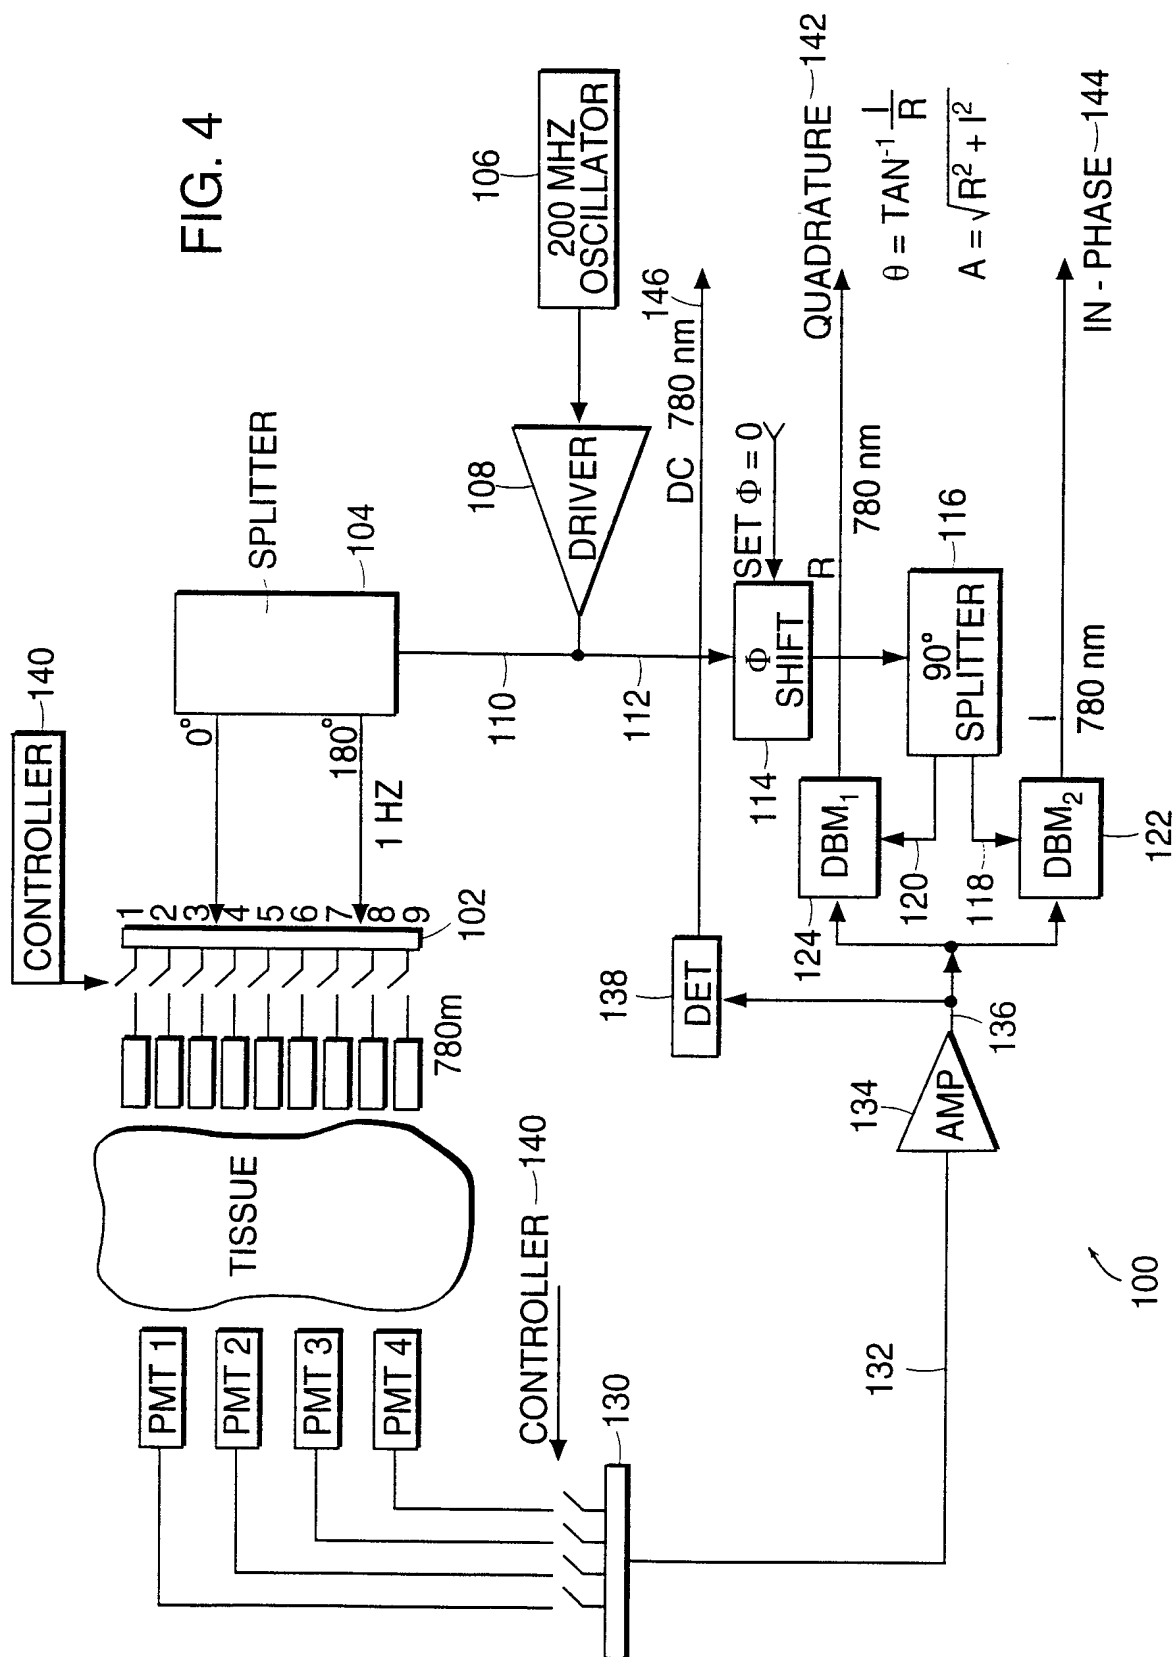 FIG. 4
CONTROLLER
140
SPLITTER
104
0°
180°
1 HZ
1
2
3
4
5
6
7
8
9
102
780m
TISSUE
PMT 1
PMT 2
PMT 3
PMT 4
CONTROLLER 140
130
132
200 MHZ
OSCILLATOR
106
DRIVER
108
110
112
DC 780 nm
146
SET Φ = 0
Φ
SHIFT
114
R
780 nm
QUADRATURE 142
θ = TAN⁻¹ I/R
A = √R² + I²
90°
SPLITTER
116
DBM₁
124
120
118
DBM₂
122
I
780 nm
IN - PHASE 144
DET
138
AMP
134
136
100